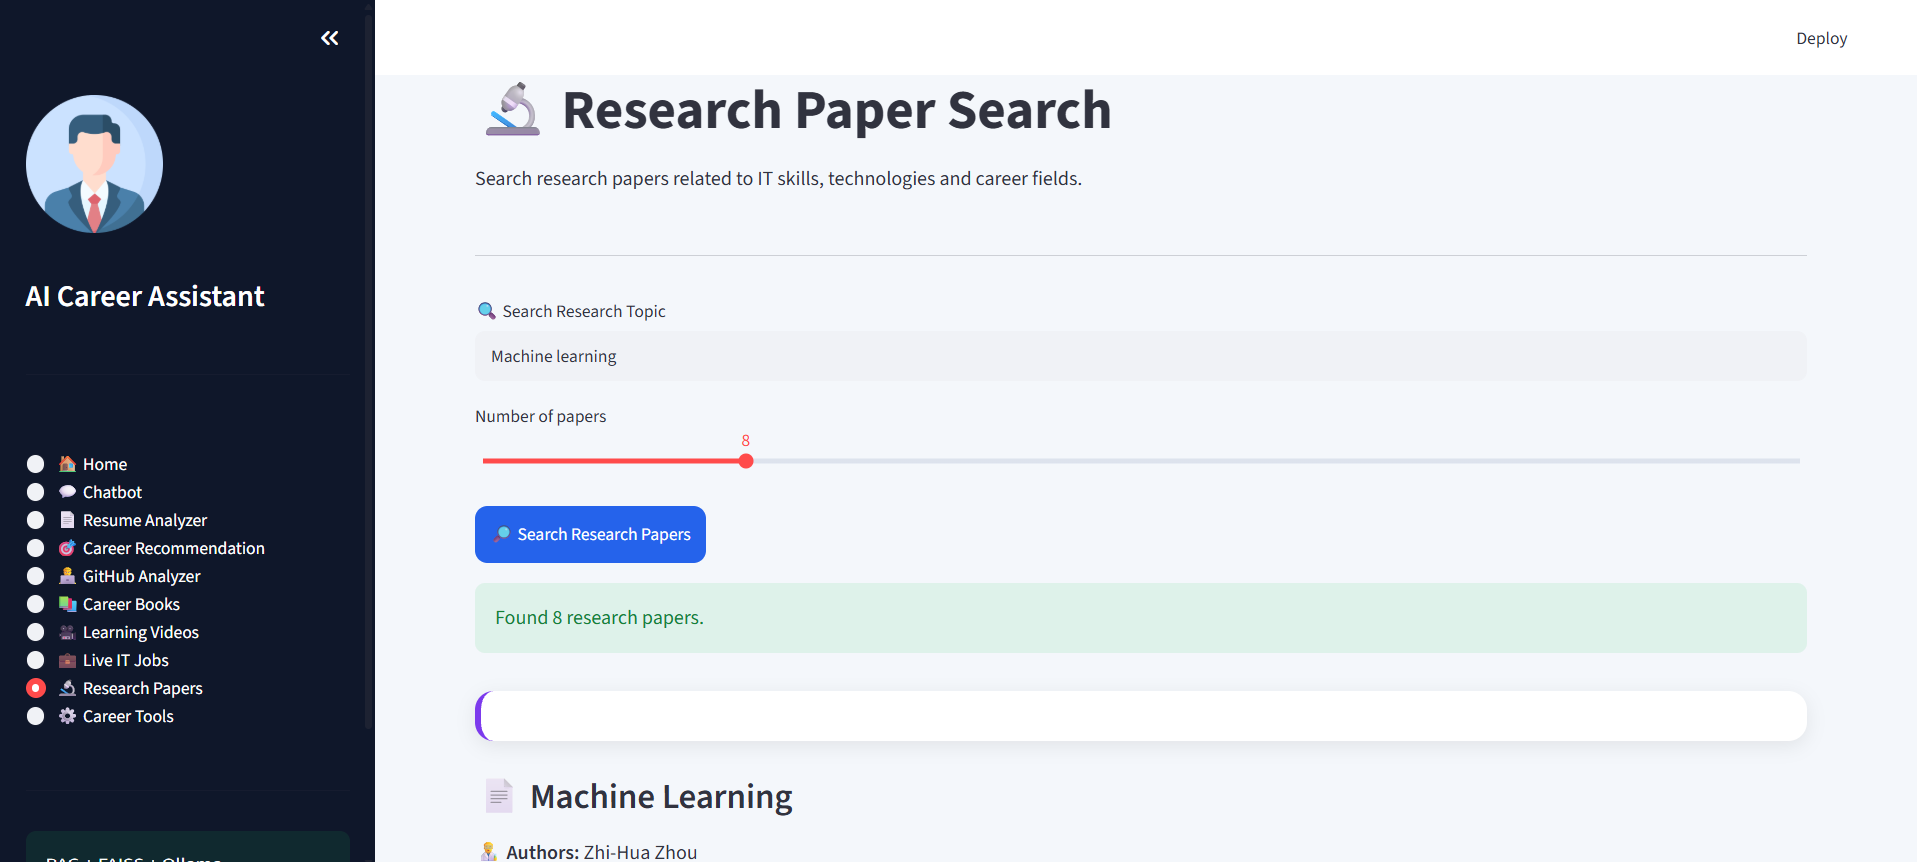 Deploy
AI Career Assistant
Home
Chatbot
Resume Analyzer
Career Recommendation
GitHub Analyzer
Career Books
Learning Videos
Live IT Jobs
Research Papers
Career Tools
RAG + FAISS + Ollama
Research Paper Search
Search research papers related to IT skills, technologies and career fields.
Search Research Topic
Machine learning
Number of papers
8
Search Research Papers
Found 8 research papers.
Machine Learning
Authors: Zhi-Hua Zhou